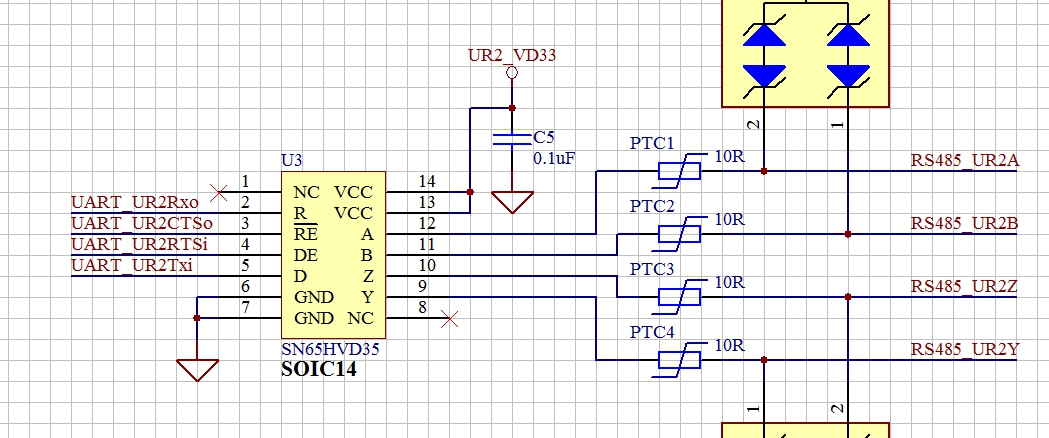 UR2_VD33
2
1
C5
0.1uF
PTC1
10R
RS485_UR2A
U3
1
NC
VCC
14
UART_UR2Rxo
2
R
VCC
13
PTC2
10R
RS485_UR2B
UART_UR2CTSo
3
RE
A
12
UART_UR2RTSi
4
DE
B
11
UART_UR2Txi
5
D
Z
10
PTC3
10R
RS485_UR2Z
6
GND
Y
9
7
GND
NC
8
PTC4
10R
RS485_UR2Y
SN65HVD35
SOIC14
1
2